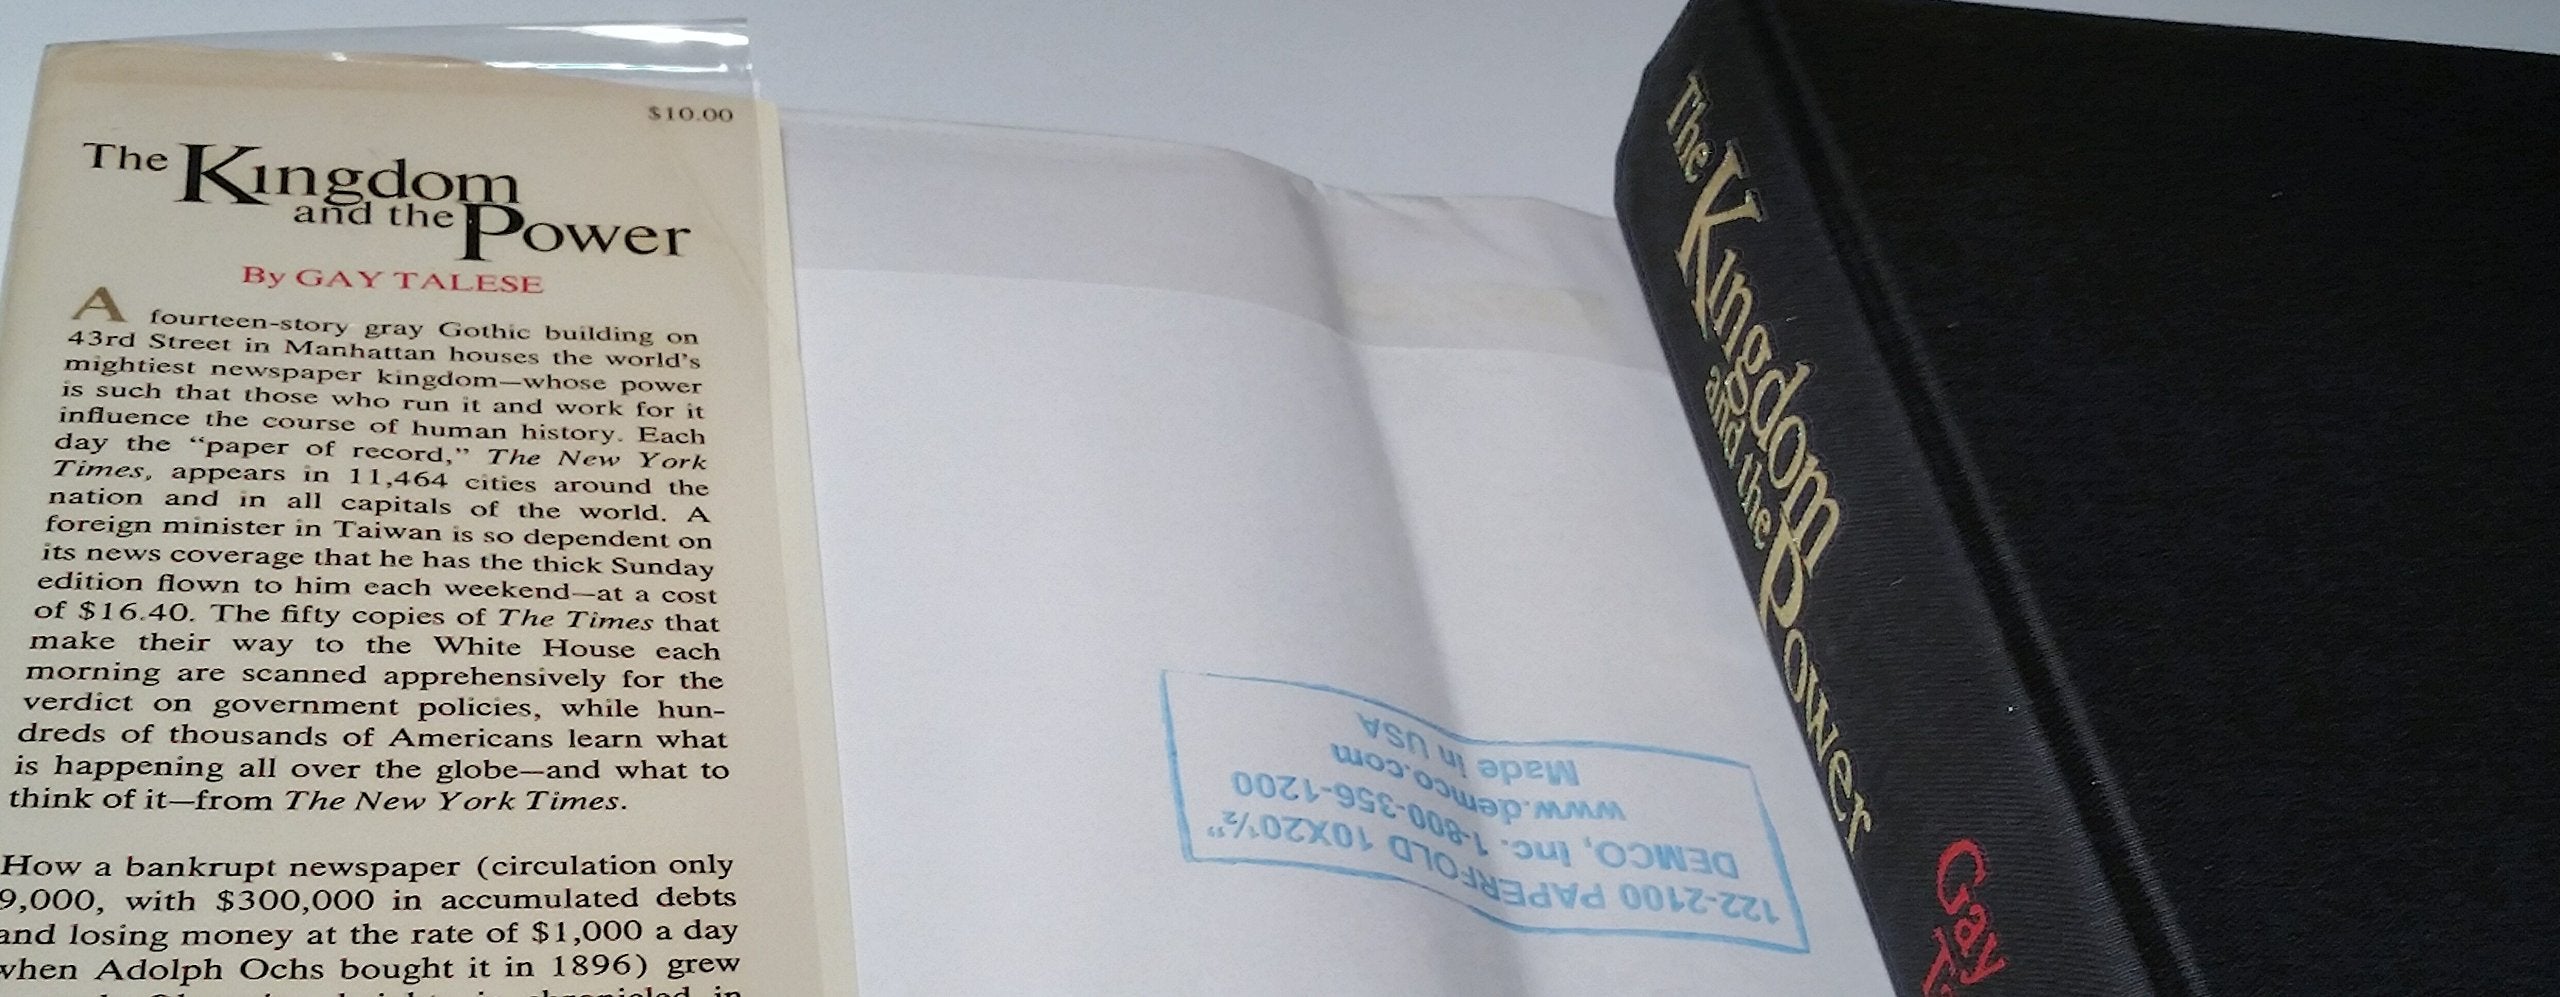 $10.00
The Kingdom
and the Power
By GAY TALESE
A fourteen-story gray Gothic building on
43rd Street in Manhattan houses the world's
mightiest newspaper kingdom—whose power
is such that those who run it and work for it
influence the course of human history. Each
day the “paper of record,” The New York
Times, appears in 11,464 cities around the
nation and in all capitals of the world. A
foreign minister in Taiwan is so dependent on
its news coverage that he has the thick Sunday
edition flown to him each weekend—at a cost
of $16.40. The fifty copies of The Times that
make their way to the White House each
morning are scanned apprehensively for the
verdict on government policies, while hun-
dreds of thousands of Americans learn what
is happening all over the globe—and what to
think of it—from The New York Times.
How a bankrupt newspaper (circulation only
9,000, with $300,000 in accumulated debts
and losing money at the rate of $1,000 a day
when Adolph Ochs bought it in 1896) grew
chronicled in
122-2100 PAPERFOLD 10X20½”
DEMCO, Inc. 1-800-356-1200
www.demco.com
Made in USA
The Kingdom
and the Power
Gay